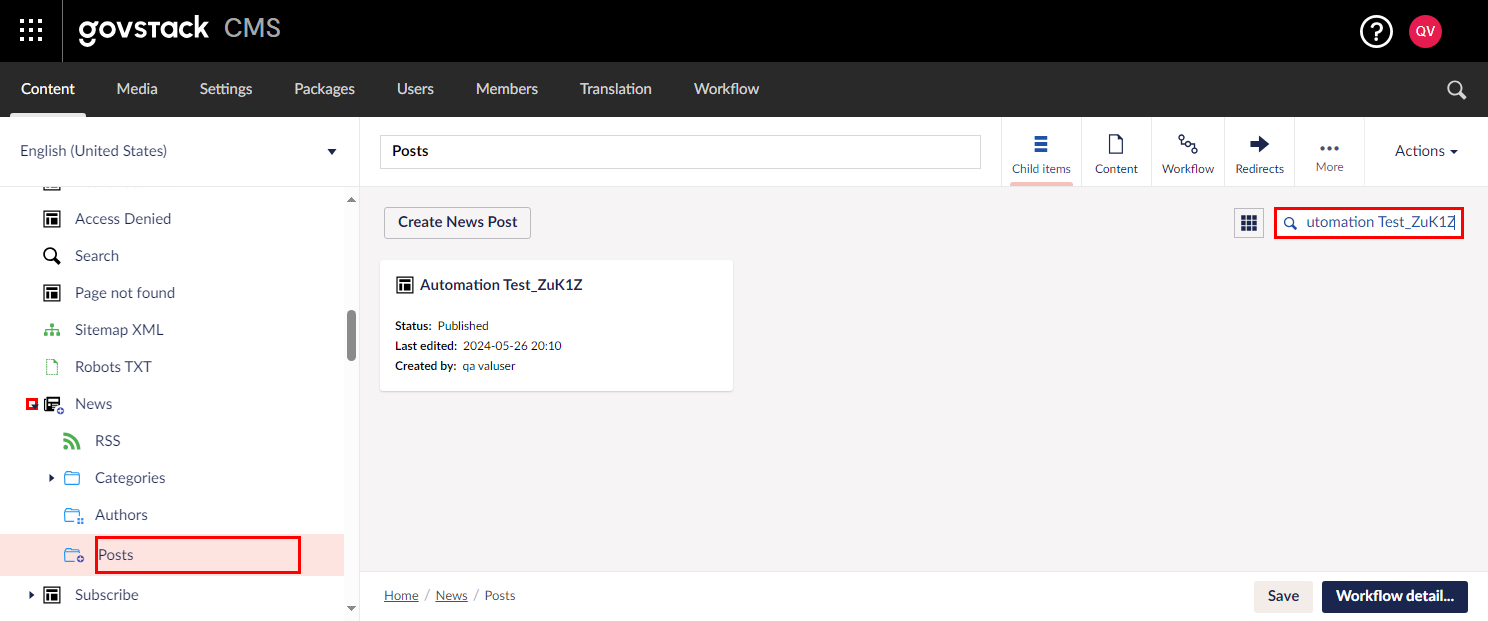 govstack CMS
?
QV
Content Media Settings Packages Users Members Translation Workflow
English (United States)
Access Denied
Search
Page not found
Sitemap XML
Robots TXT
News
RSS
Categories
Authors
Posts
Subscribe
Posts
Child items
Content
Workflow
Redirects
More
Actions
Create News Post
utomation Test_ZuK1Z
Automation Test_ZuK1Z
Status: Published
Last edited: 2024-05-26 20:10
Created by: qa valuser
Home / News / Posts
Save
Workflow detail...